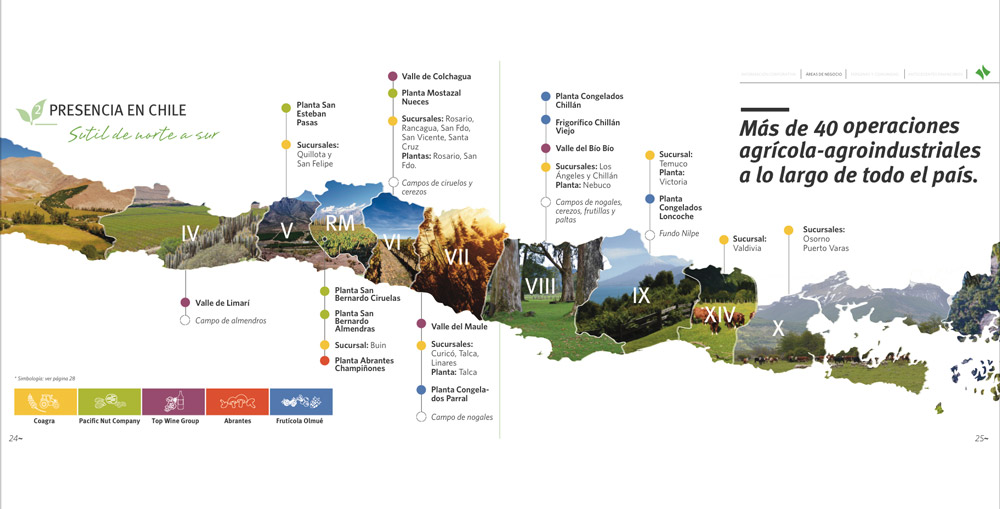 2 PRESENCIA EN CHILE
Sutil de norte a sur
Planta San
Esteban
Pasas
Sucursales:
Quillota y
San Felipe
Valle de Colchagua
Planta Mostazal
Nueces
Sucursales: Rosario,
Rancagua, San Fdo,
San Vicente, Santa
Cruz
Plantas: Rosario, San
Fdo.
Campos de ciruelos y
cerezos
IV
V
RM
VI
VII
Valle de Limarí
Campo de almendros
Planta San
Bernardo Ciruelas
Planta San
Bernardo
Almendras
Sucursal: Buin
Planta Abrantes
Champiñones
Valle del Maule
Sucursales:
Curicó, Talca,
Linares
Planta: Talca
Planta Congela-
dos Parral
Campo de nogales
* Simbología: ver página 28
Coagra
Pacific Nut Company
Top Wine Group
Abrantes
Frutícola Olmué
24~
ÁREAS DE NEGOCIO
Más de 40 operaciones
agrícola-agroindustriales
a lo largo de todo el país.
Planta Congelados
Chillán
Frigorífico Chillán
Viejo
Valle del Bío Bío
Sucursales: Los
Ángeles y Chillán
Planta: Nebuco
Campos de nogales,
cerezos, frutillas y
paltas
Sucursal:
Temuco
Planta:
Victoria
Planta
Congelados
Loncoche
Fundo Nilpe
Sucursal:
Valdivia
Sucursales:
Osorno
Puerto Varas
VIII
IX
XIV
X
25~